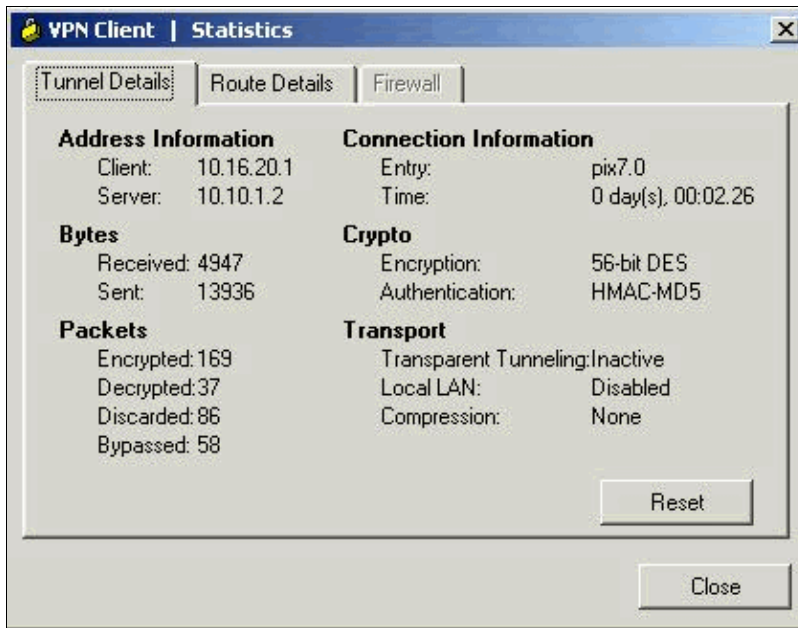 VPN Client | Statistics
Tunnel Details Route Details Firewall
Address Information
Client: 10.16.20.1
Server: 10.10.1.2
Connection Information
Entry: pix7.0
Time: 0 day(s), 00:02.26
Bytes
Received: 4947
Sent: 13936
Crypto
Encryption: 56-bit DES
Authentication: HMAC-MD5
Packets
Encrypted: 169
Decrypted: 37
Discarded: 86
Bypassed: 58
Transport
Transparent Tunneling: Inactive
Local LAN: Disabled
Compression: None
Reset
Close